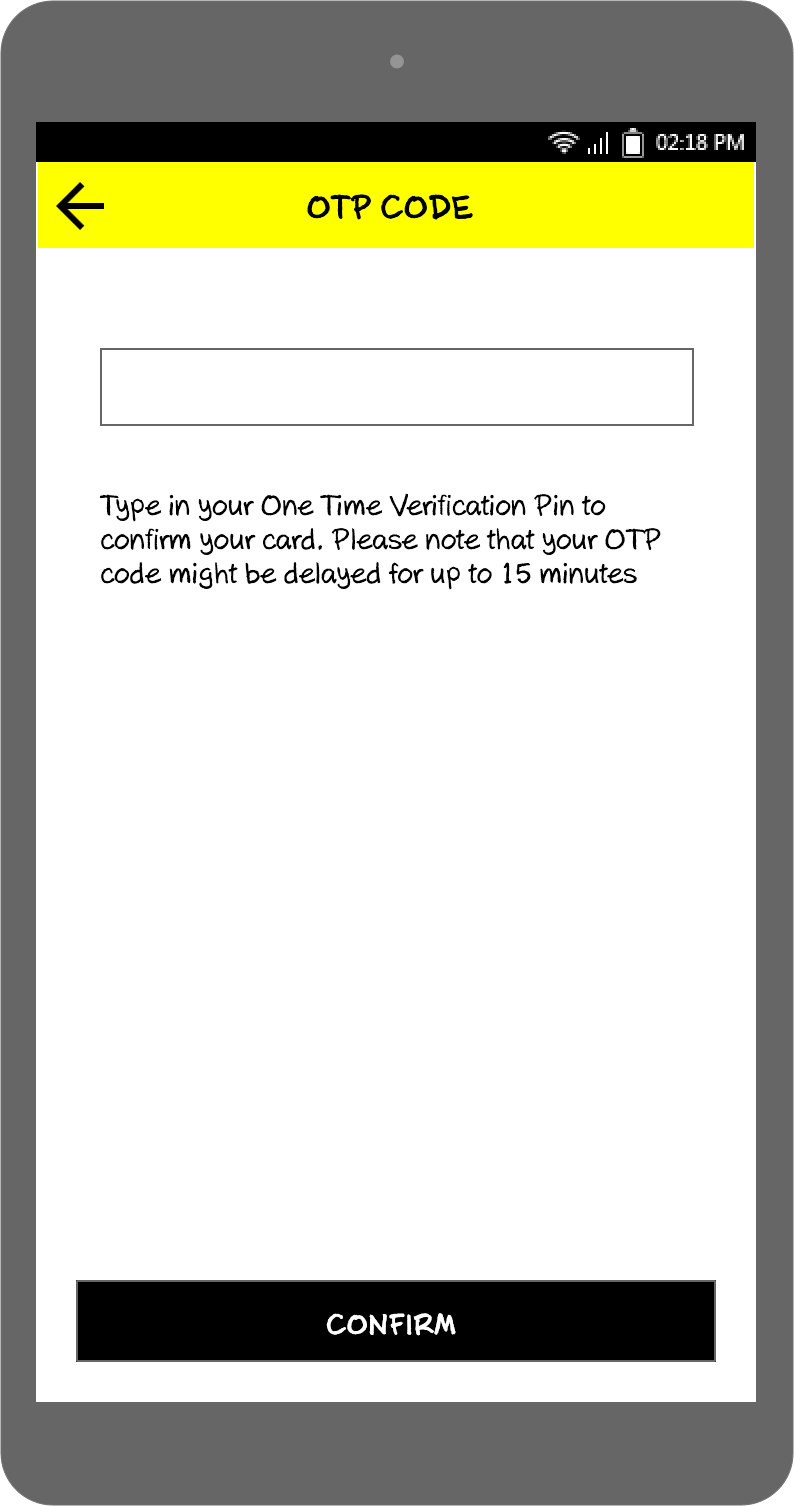 02:18 PM
OTP CODE
Type in your One Time Verification Pin to
confirm your card. Please note that your OTP
code might be delayed for up to 15 minutes
CONFIRM